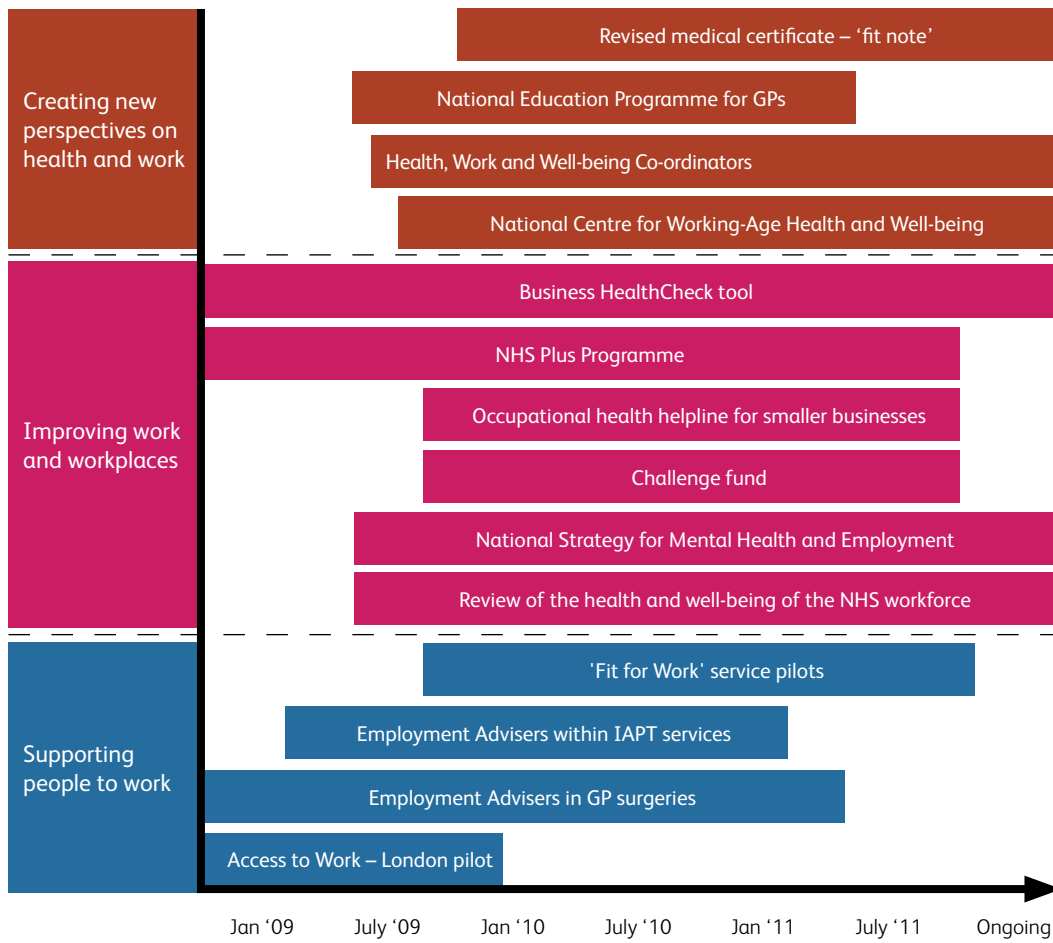 Creating new
perspectives on
health and work
Revised medical certificate – ‘fit note’
National Education Programme for GPs
Health, Work and Well-being Co-ordinators
National Centre for Working-Age Health and Well-being
Improving work
and workplaces
Business HealthCheck tool
NHS Plus Programme
Occupational health helpline for smaller businesses
Challenge fund
National Strategy for Mental Health and Employment
Review of the health and well-being of the NHS workforce
Supporting
people to work
'Fit for Work' service pilots
Employment Advisers within IAPT services
Employment Advisers in GP surgeries
Access to Work – London pilot
Jan ‘09 July ‘09 Jan ‘10 July ‘10 Jan ‘11 July ‘11 Ongoing